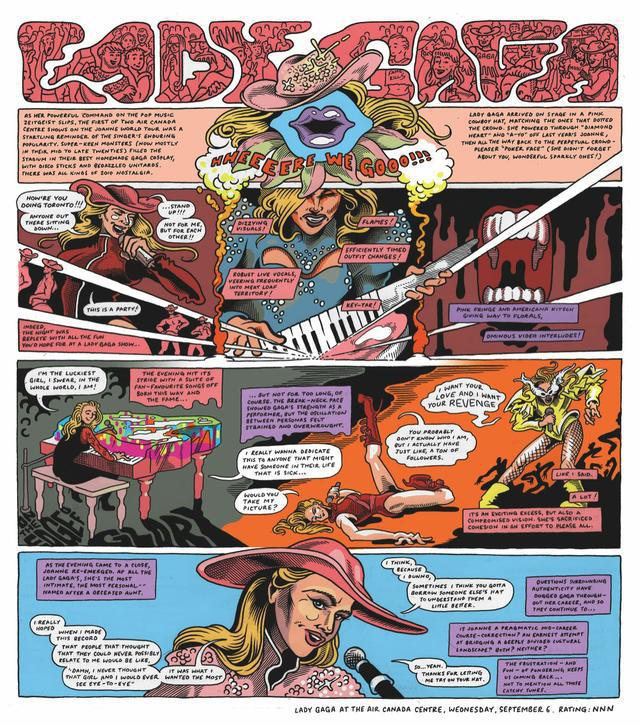 LADY GAGA
AS HER POWERFUL COMMAND ON THE POP MUSIC
ZEITGEIST SLIPS, THE FIRST OF TWO AIR CANADA
CENTRE SHOWS ON THE JOANNE WORLD TOUR WAS A
STARTLING REMINDER OF THE SINGER'S ENDURING
POPULARITY. SUPER-KEEN MONSTERS (NOW MOSTLY
IN THEIR MID TO LATE TWENTIES) FILLED THE
STADIUM IN THEIR BEST HOMEMADE GAGA COSPLAY,
WITH DISCO STICKS AND BEDAZZLED UNITARDS.
THERE WAS ALL KINGS OF 2010 NOSTALGIA.
LADY GAGA ARRIVED ON STAGE IN A PINK
COWBOY HAT, MATCHING THE ONES THAT DOTTED
THE CROWD. SHE POWERED THROUGH "DIAMOND
HEART" AND "A-YO" OFF LAST YEAR'S JOANNE,
THEN ALL THE WAY BACK TO THE PERPETUAL CROWD-
PLEASER "POKER FACE" (SHE DIDN'T FORGET
ABOUT YOU, WONDERFUL SPARKLY ONES!)
HWEEEERE WE GOOO!!!
HOW'RE YOU
DOING TORONTO!!!
ANYONE OUT
THERE SITTING
DOWN...
...STAND
UP!!!
NOT FOR ME,
BUT FOR EACH
OTHER!!
THIS IS A PARTY!
INDEED,
THE NIGHT WAS
REPLETE WITH ALL THE FUN
YOU'D HOPE FOR AT A LADY GAGA SHOW...
DIZZYING
VISUALS!
FLAMES!
EFFICIENTLY TIMED
OUTFIT CHANGES!
ROBUST LIVE VOCALS,
VEERING FREQUENTLY
INTO MEAT LOAF
TERRITORY!
KEY-TAR!
PINK FRINGE AND AMERICANA KITSCH
GIVING WAY TO FLORALS,
OMINOUS VIDEO INTERLUDES!
I'M THE LUCKIEST
GIRL, I SWEAR, IN THE
WHOLE WORLD, I AM!
THE EVENING HIT ITS
STRIDE WITH A SUITE OF
FAN-FAVOURITE SONGS OFF
BORN THIS WAY AND
THE FAME...
... BUT NOT FOR TOO LONG, OF
COURSE. THE BREAK-NECK PACE
SHOWED GAGA'S STRENGTH AS A
PERFORMER, BUT THE OSCILLATION
BETWEEN PERSONAS FELT
STRAINED AND OVERWROUGHT.
I REALLY WANNA DEDICATE
THIS TO ANYONE THAT MIGHT
HAVE SOMEONE IN THEIR LIFE
THAT IS SICK...
WOULD YOU
TAKE MY
PICTURE?
I WANT YOUR
LOVE AND I WANT
YOUR REVENGE
YOU PROBABLY
DON'T KNOW WHO I AM,
BUT I ACTUALLY HAVE
JUST LIKE, A TON OF
FOLLOWERS.
LIKE I SAID.
A LOT!
IT'S AN EXCITING EXCESS, BUT ALSO A
COMPROMISED VISION. SHE'S SACRIFICED
COHESION IN AN EFFORT TO PLEASE ALL.
AS THE EVENING CAME TO A CLOSE,
JOANNE RE-EMERGED. OF ALL THE
LADY GAGA'S, SHE'S THE MOST
INTIMATE, THE MOST PERSONAL--
NAMED AFTER A DECEASED AUNT.
I THINK,
BECAUSE
I DUNNO,
SOMETIMES I THINK YOU GOTTA
BORROW SOMEONE ELSE'S HAT
TO UNDERSTAND THEM A
LITTLE BETTER.
QUESTIONS SURROUNDING
AUTHENTICITY HAVE
DOGGED GAGA THROUGH-
OUT HER CAREER, AND SO
THEY CONTINUE TO...
I REALLY
HOPED
WHEN I MADE
THIS RECORD
THAT PEOPLE THAT THOUGHT
THAT THEY COULD NEVER POSSIBLY
RELATE TO ME WOULD BE LIKE,
"DAMN, I NEVER THOUGHT
THAT GIRL AND I WOULD EVER
SEE EYE-TO-EYE"
IT WAS WHAT I
WANTED THE MOST
IS JOANNE A PRAGMATIC MID-CAREER
COURSE-CORRECTION? AN EARNEST ATTEMPT
AT BRIDGING A DEEPLY DIVIDED CULTURAL
LANDSCAPE? BOTH? NEITHER?
SO...YEAH.
THANKS FOR LETTING
ME TRY ON YOUR HAT.
THE FRUSTRATION - AND
FUN - OF PONDERING KEEPS
US COMING BACK...
NOT TO MENTION ALL THOSE
CATCHY TUNES.
LADY GAGA AT THE AIR CANADA CENTRE, WEDNESDAY, SEPTEMBER 6. RATING: NNN